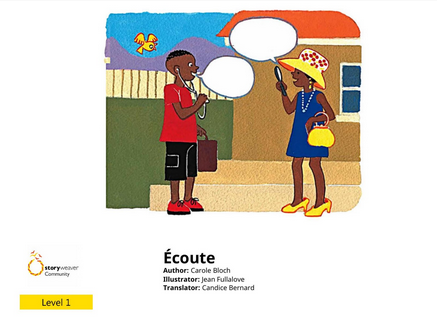 Écoute
Author: Carole Bloch
Illustrator: Jean Fullalove
Translator: Candice Bernard
storyweaver
Community
Level 1